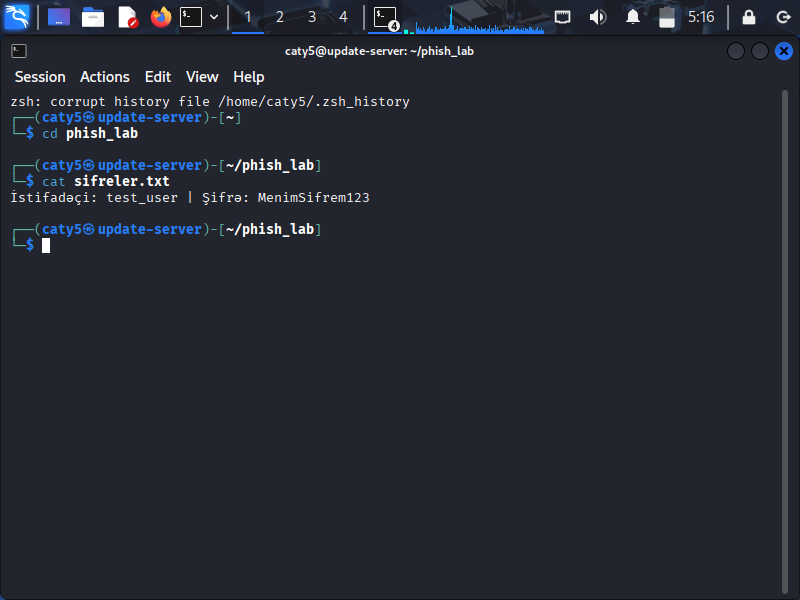 1 2 3 4 4 5:16
caty5@update-server: ~/phish_lab
Session Actions Edit View Help
zsh: corrupt history file /home/caty5/.zsh_history
┌──(caty5㉿update-server)-[~]
└─$ cd phish_lab
┌──(caty5㉿update-server)-[~/phish_lab]
└─$ cat sifreler.txt
İstifadəçi: test_user | Şifrə: MenimSifrem123
┌──(caty5㉿update-server)-[~/phish_lab]
└─$